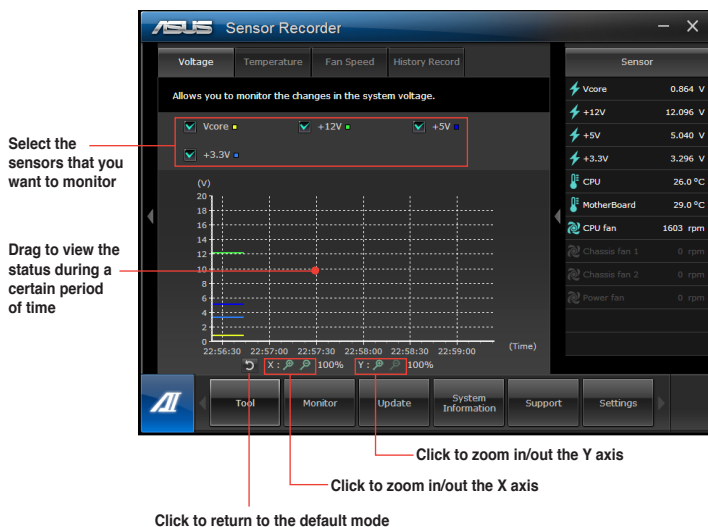 ASUS Sensor Recorder
Voltage
Temperature
Fan Speed
History Record
Allows you to monitor the changes in the system voltage.
Vcore
+12V
+5V
+3.3V
(V)
20
18
16
14
12
10
8
6
4
2
0
22:56:30 22:57:00 22:57:30 22:58:00 22:58:30 22:59:00
(Time)
X : 100%
Y : 100%
Sensor
Vcore 0.864 V
+12V 12.096 V
+5V 5.040 V
+3.3V 3.296 V
CPU 26.0 ºC
MotherBoard 29.0 ºC
CPU fan 1603 rpm
Chassis fan 1 0 rpm
Chassis fan 2 0 rpm
Power fan 0 rpm
AI
Tool
Monitor
Update
System
Information
Support
Settings
Select the
sensors that you
want to monitor
Drag to view the
status during a
certain period
of time
Click to zoom in/out the Y axis
Click to zoom in/out the X axis
Click to return to the default mode